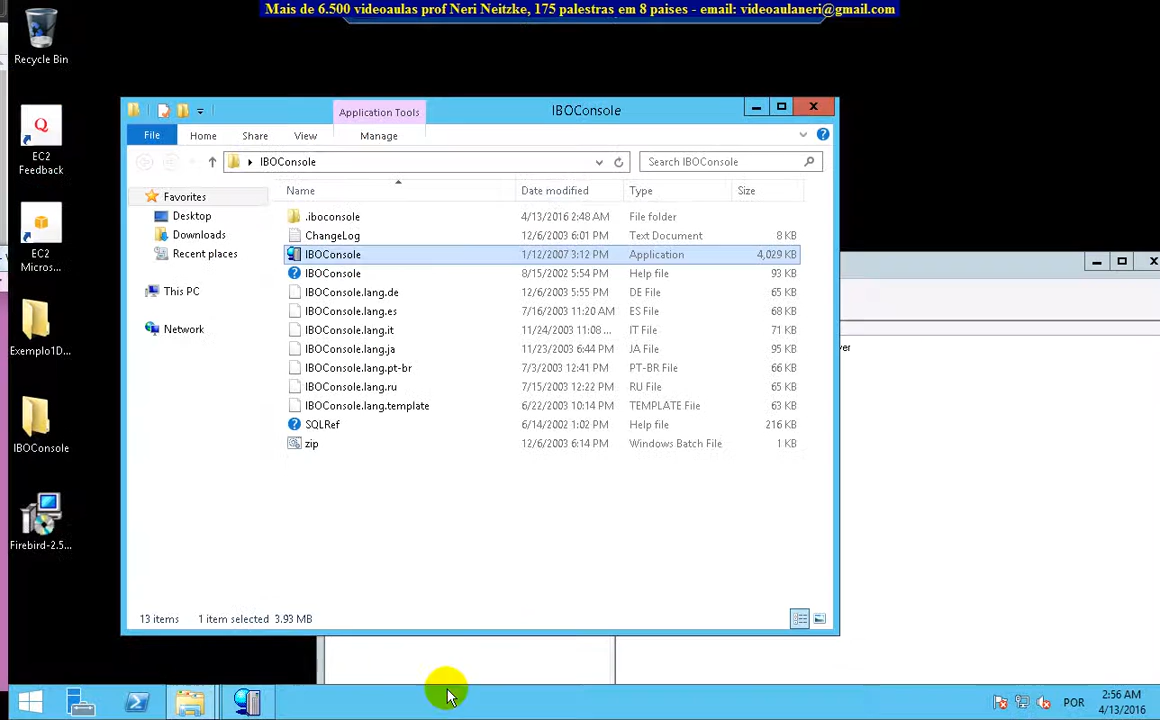 Mais de 6.500 videoaulas prof Neri Neitzke, 175 palestras em 8 paises - email: videoaulaneri@gmail.com
Recycle Bin
EC2
Feedback
EC2
Micros...
Exemplo1D...
IBOConsole
Firebird-2.5...
Application Tools
IBOConsole
File
Home
Share
View
Manage
IBOConsole
Search IBOConsole
Favorites
Desktop
Downloads
Recent places
This PC
Network
Name Date modified Type Size
.iboconsole 4/13/2016 2:48 AM File folder
ChangeLog 12/6/2003 6:01 PM Text Document 8 KB
IBOConsole 1/12/2007 3:12 PM Application 4,029 KB
IBOConsole 8/15/2002 5:54 PM Help file 93 KB
IBOConsole.lang.de 12/6/2003 5:55 PM DE File 65 KB
IBOConsole.lang.es 7/16/2003 11:20 AM ES File 68 KB
IBOConsole.lang.it 11/24/2003 11:08 ... IT File 71 KB
IBOConsole.lang.ja 11/23/2003 6:44 PM JA File 95 KB
IBOConsole.lang.pt-br 7/3/2003 12:41 PM PT-BR File 66 KB
IBOConsole.lang.ru 7/15/2003 12:22 PM RU File 65 KB
IBOConsole.lang.template 6/22/2003 10:14 PM TEMPLATE File 63 KB
SQLRef 6/14/2002 1:02 PM Help file 216 KB
zip 12/6/2003 6:14 PM Windows Batch File 1 KB
13 items 1 item selected 3.93 MB
ver
POR
2:56 AM
4/13/2016